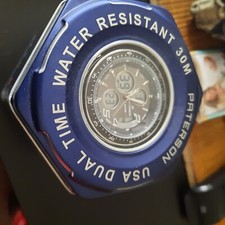 WATER RESISTANT 30M
PATERSON
USA DUAL TIME